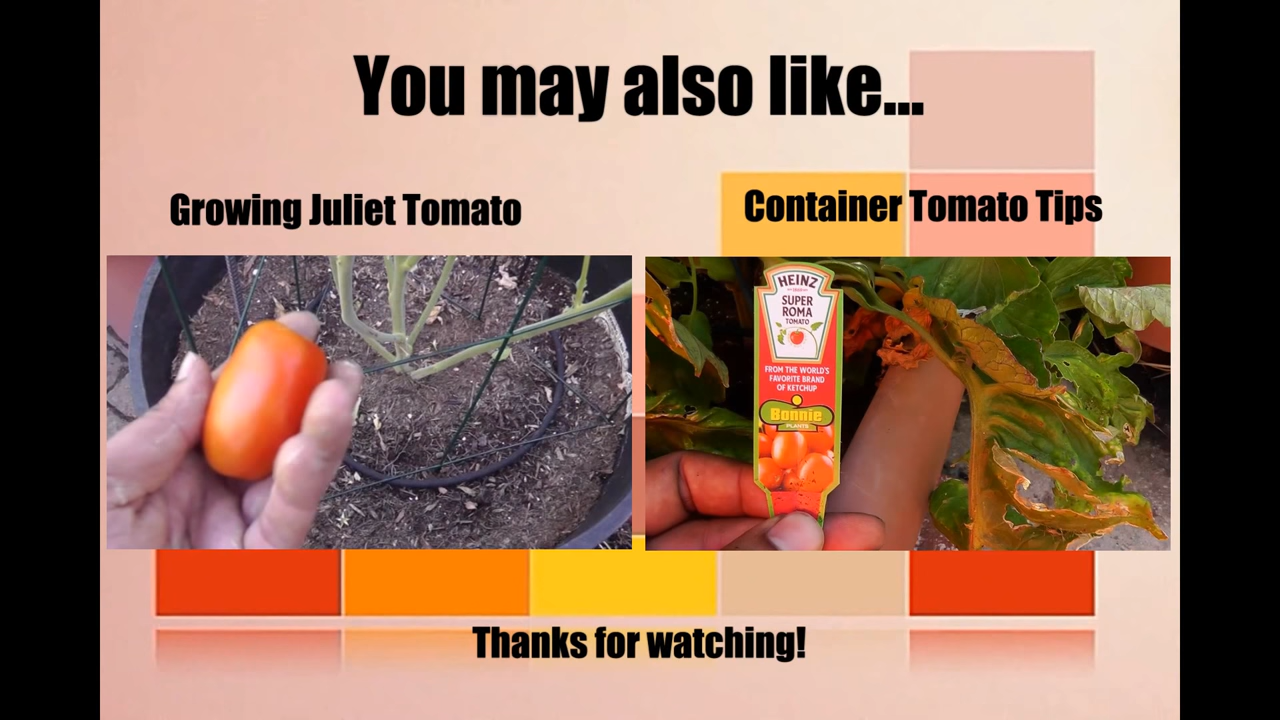 You may also like...
Growing Juliet Tomato
Container Tomato Tips
HEINZ
SUPER
ROMA
TOMATO
FROM THE WORLD'S
FAVORITE BRAND
OF KETCHUP
Bonnie
PLANTS
Thanks for watching!